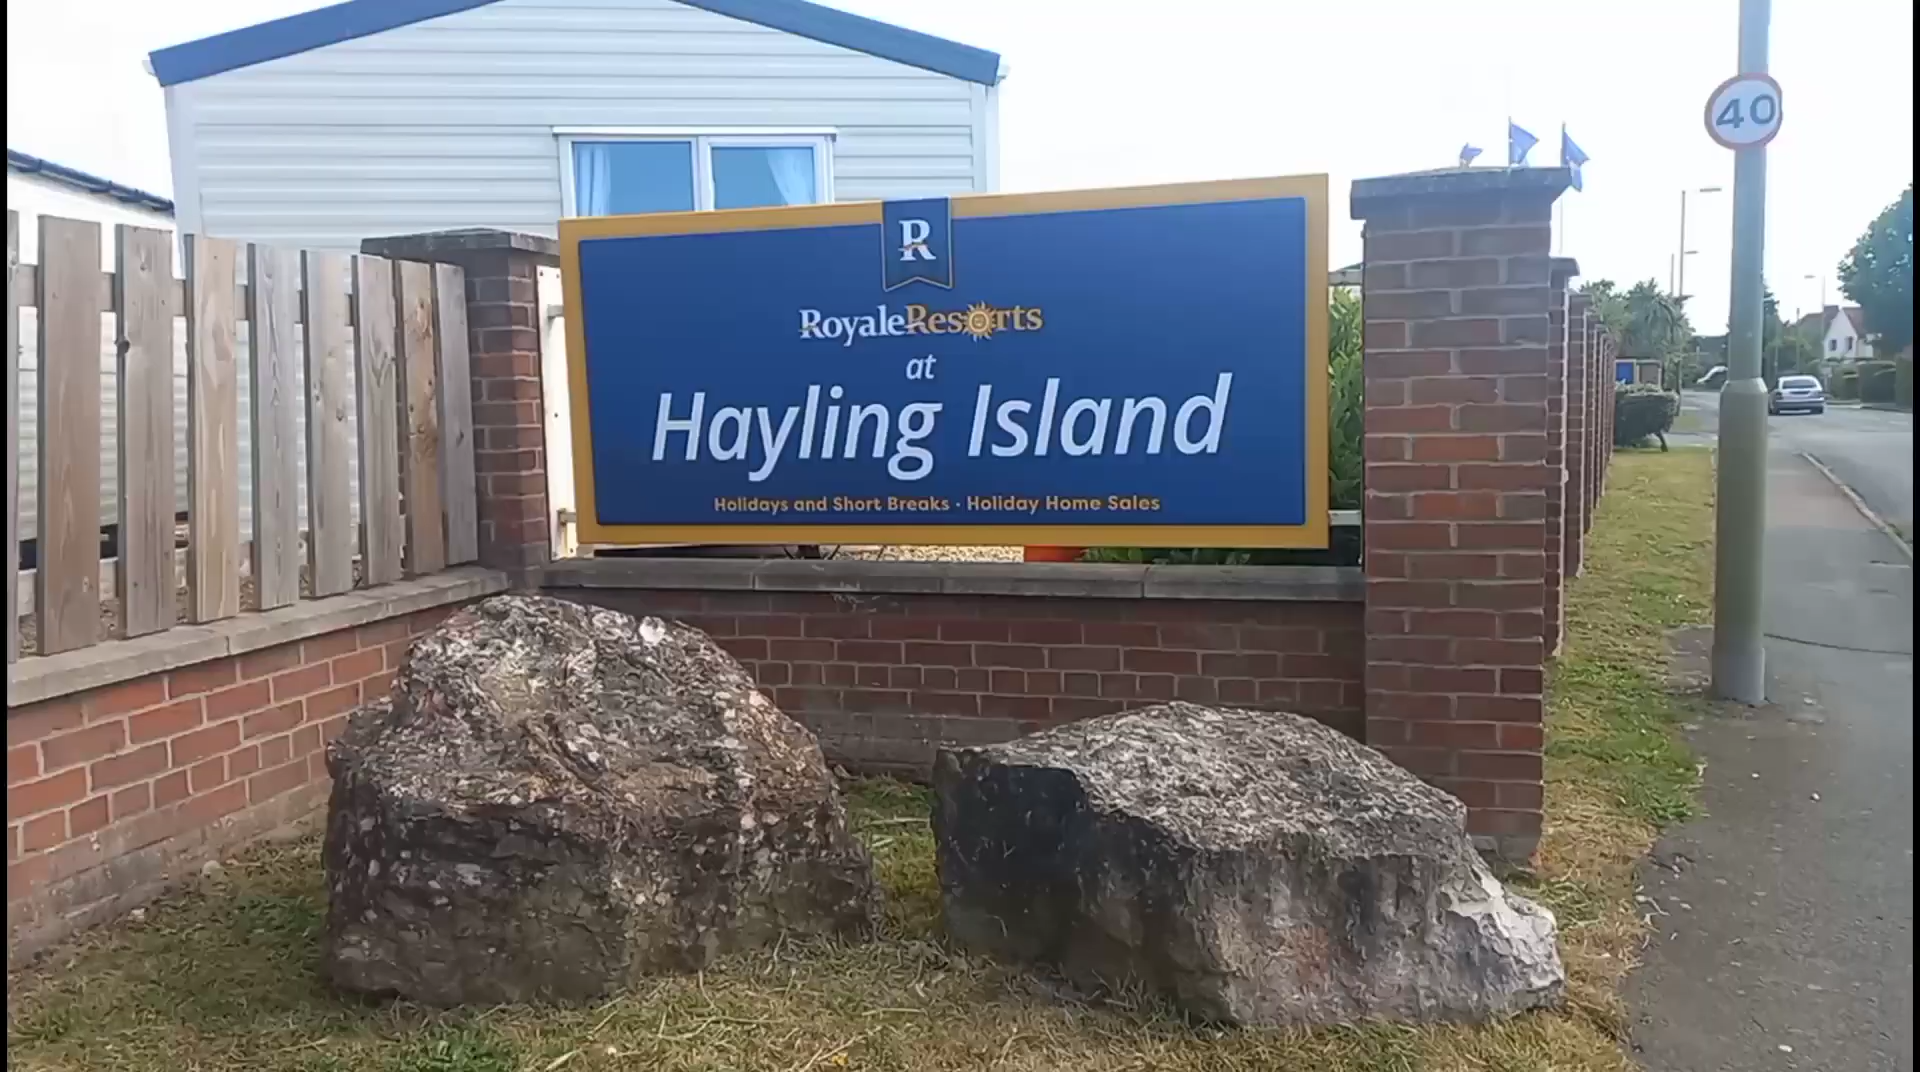 R
RoyaleResorts
at
Hayling Island
Holidays and Short Breaks · Holiday Home Sales
40